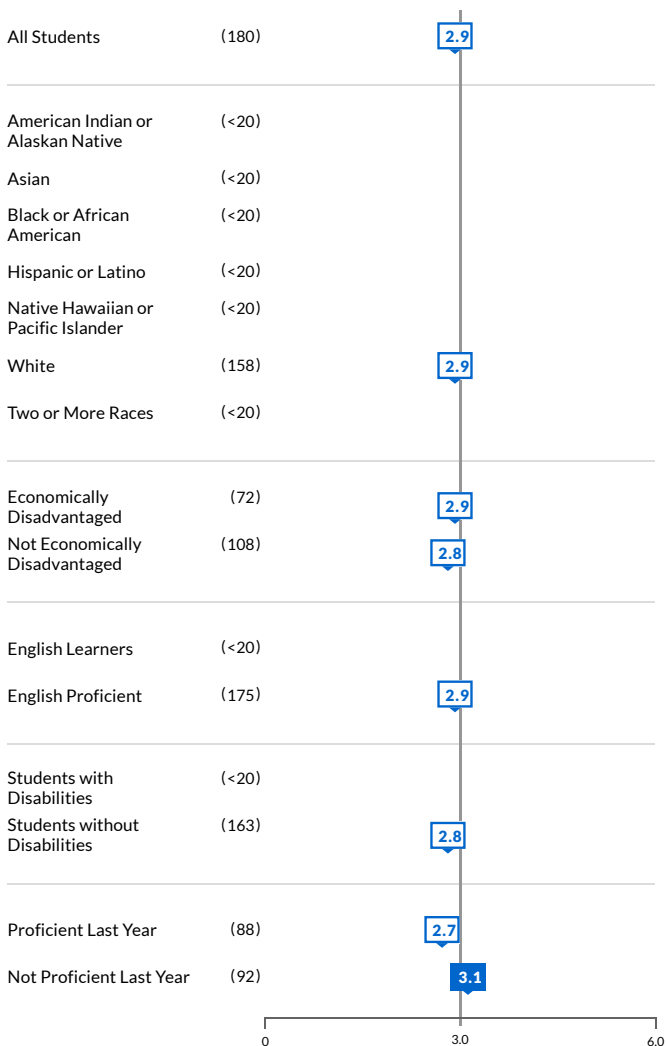 All Students (180) 2.9
American Indian or (<20)
Alaskan Native
Asian (<20)
Black or African (<20)
American
Hispanic or Latino (<20)
Native Hawaiian or (<20)
Pacific Islander
White (158) 2.9
Two or More Races (<20)
Economically (72) 2.9
Disadvantaged
Not Economically (108) 2.8
Disadvantaged
English Learners (<20)
English Proficient (175) 2.9
Students with (<20)
Disabilities
Students without (163) 2.8
Disabilities
Proficient Last Year (88) 2.7
Not Proficient Last Year (92) 3.1
0 3.0 6.0